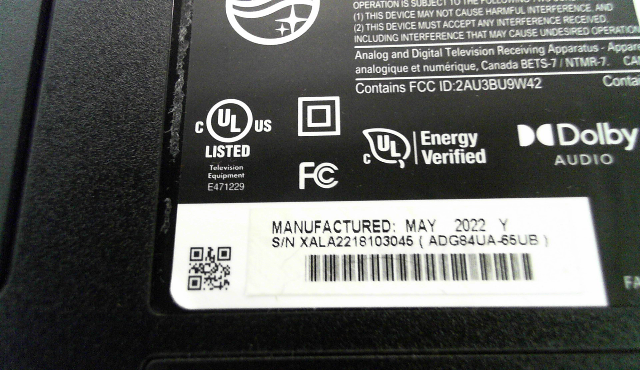 OPERATION IS SUBJECT TO THE FOLLOWING TWO
(1) THIS DEVICE MAY NOT CAUSE HARMFUL INTERFERENCE, AND
(2) THIS DEVICE MUST ACCEPT ANY INTERFERENCE RECEIVED,
INCLUDING INTERFERENCE THAT MAY CAUSE UNDESIRED OPERATION
Analog and Digital Television Receiving Apparatus -
analogique et numérique, Canada BETS-7 / NTMR-7.
Contains FCC ID:2AU3BU9W42
C UL US
LISTED
Television
Equipment
E471229
FC
C UL Energy
Verified
Dolby
AUDIO
MANUFACTURED: MAY 2022 Y
S/N XALA2218103045 ( ADG84UA-65UB )